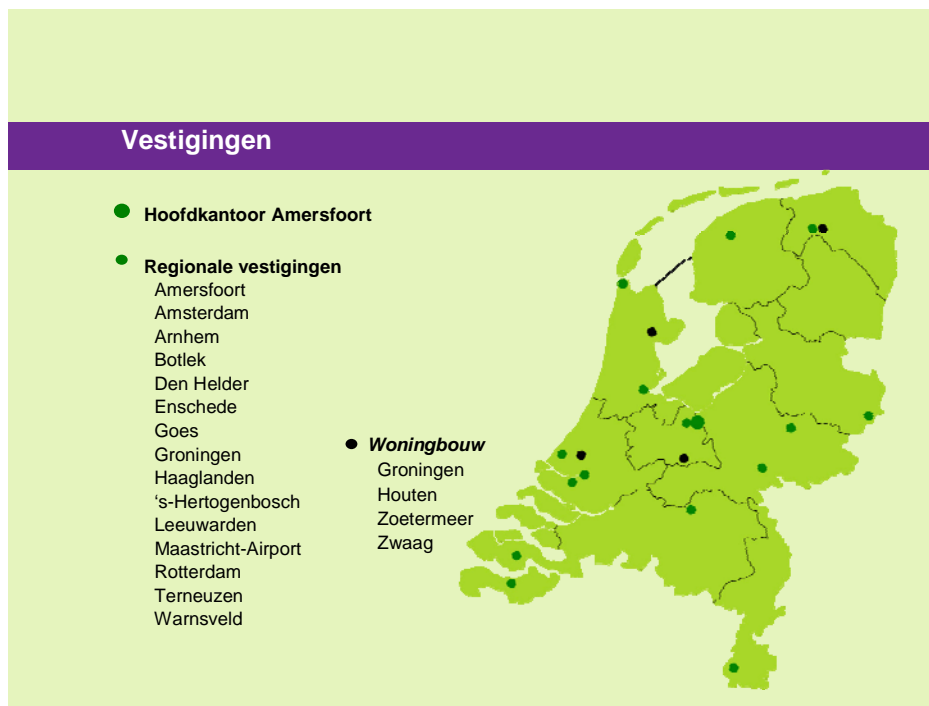 Vestigingen
Hoofdkantoor Amersfoort
Regionale vestigingen
Amersfoort
Amsterdam
Arnhem
Botlek
Den Helder
Enschede
Goes
Groningen
Haaglanden
‘s-Hertogenbosch
Leeuwarden
Maastricht-Airport
Rotterdam
Terneuzen
Warnsveld
Woningbouw
Groningen
Houten
Zoetermeer
Zwaag